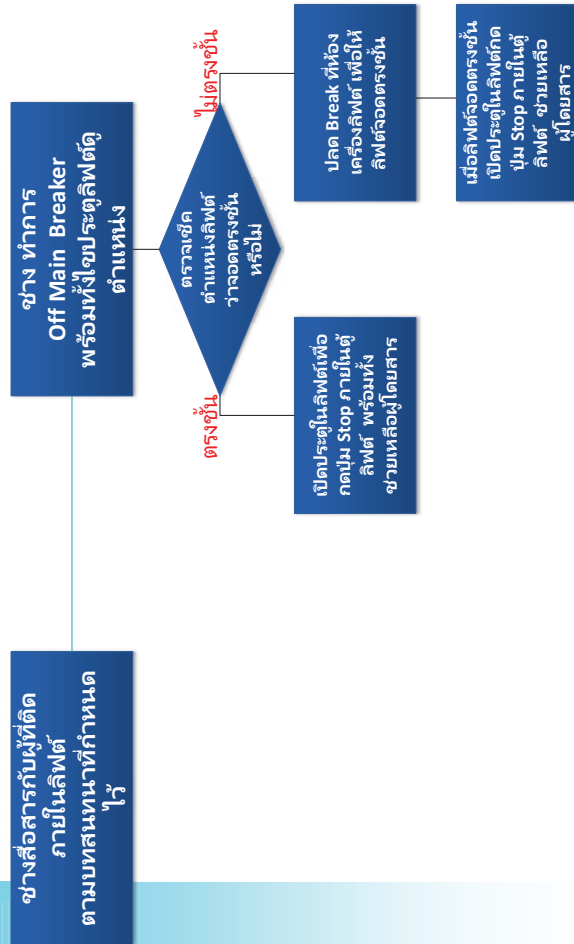 ช่างสื่อสารกับผู้ที่ติด
ภายในลิฟต์
ตามบทสนทนาที่กำหนด
ไว้
ช่าง ทำการ
Off Main Breaker
พร้อมทั้งไขประตูลิฟต์ดู
ตำแหน่ง
ตรวจเช็ค
ตำแหน่งลิฟต์
ว่าจอดตรงชั้น
หรือไม่
ตรงชั้น
ไม่ตรงชั้น
เปิดประตูในลิฟต์เพื่อ
กดปุ่ม Stop ภายในตู้
ลิฟต์ พร้อมทั้ง
ช่วยเหลือผู้โดยสาร
ปลด Break ที่ห้อง
เครื่องลิฟต์ เพื่อให้
ลิฟต์จอดตรงชั้น
เมื่อลิฟต์จอดตรงชั้น
เปิดประตูในลิฟต์กด
ปุ่ม Stop ภายในตู้
ลิฟต์ ช่วยเหลือ
ผู้โดยสาร